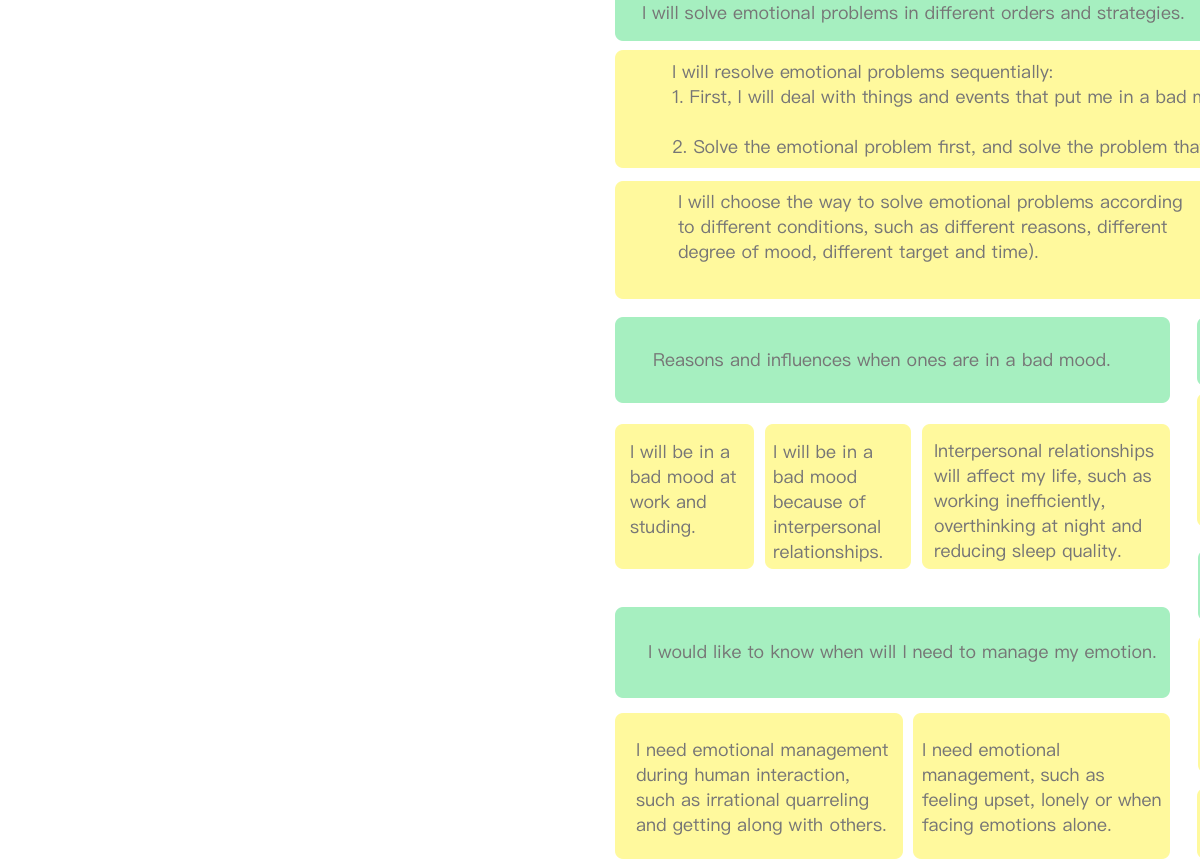 I will solve emotional problems in different orders and strategies.
I will resolve emotional problems sequentially:
1. First, I will deal with things and events that put me in a bad
2. Solve the emotional problem first, and solve the problem
I will choose the way to solve emotional problems according
to different conditions, such as different reasons, different
degree of mood, different target and time).
Reasons and influences when ones are in a bad mood.
I will be in a
bad mood at
work and
studing.
I will be in a
bad mood
because of
interpersonal
relationships.
Interpersonal relationships
will affect my life, such as
working inefficiently,
overthinking at night and
reducing sleep quality.
I would like to know when will I need to manage my emotion.
I need emotional management
during human interaction,
such as irrational quarreling
and getting along with others.
I need emotional
management, such as
feeling upset, lonely or when
facing emotions alone.